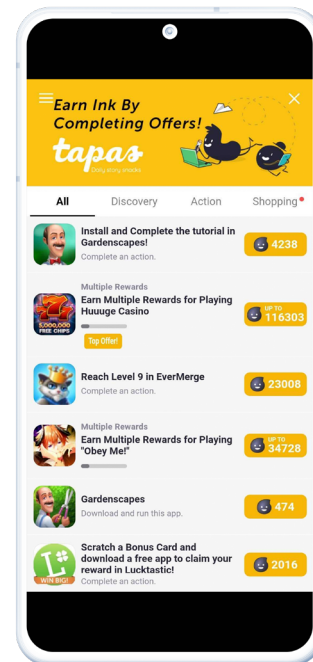 Earn Ink By
Completing Offers!
tapas
Daily story snacks
All Discovery Action Shopping
Install and Complete the tutorial in
Gardenscapes!
Complete an action.
4238
Multiple Rewards
Earn Multiple Rewards for Playing
Huuuge Casino
Top Offer!
5,000,000
FREE CHIPS
UP TO
116303
Reach Level 9 in EverMerge
Complete an action.
23008
Multiple Rewards
Earn Multiple Rewards for Playing
"Obey Me!"
UP TO
34728
Gardenscapes
Download and run this app.
474
Scratch a Bonus Card and
download a free app to claim your
reward in Lucktastic!
Complete an action.
L
WIN BIG!
2016